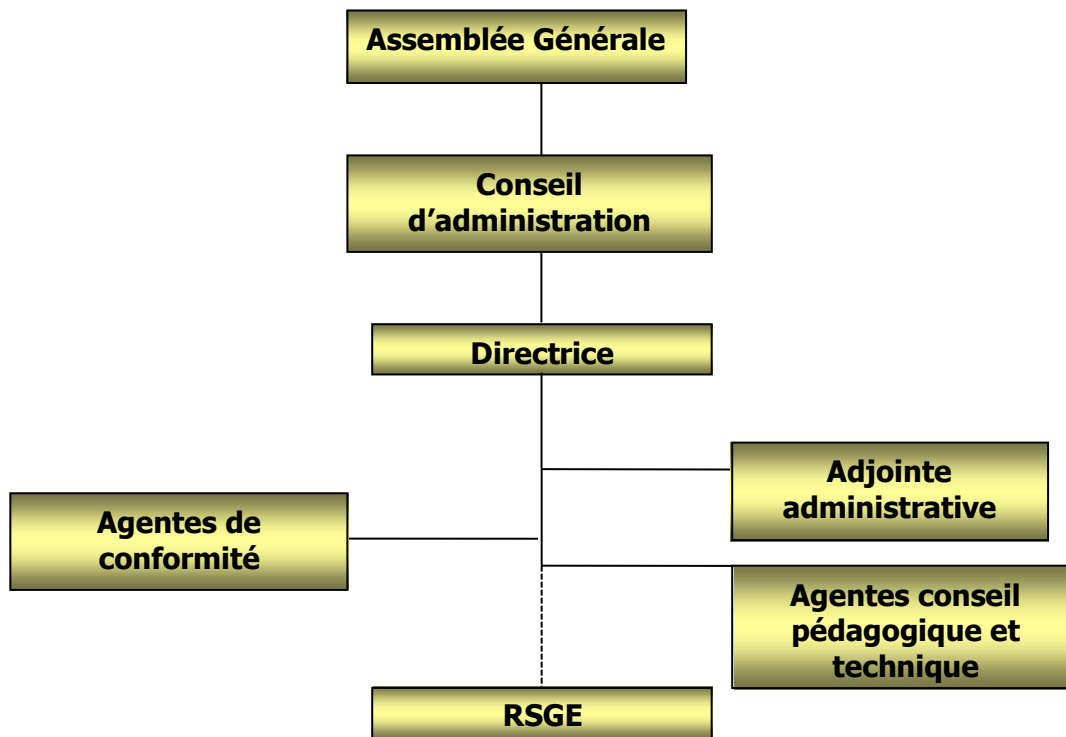 Assemblée Générale
Conseil
d’administration
Directrice
Adjointe
administrative
Agentes de
conformité
Agentes conseil
pédagogique et
technique
RSGE